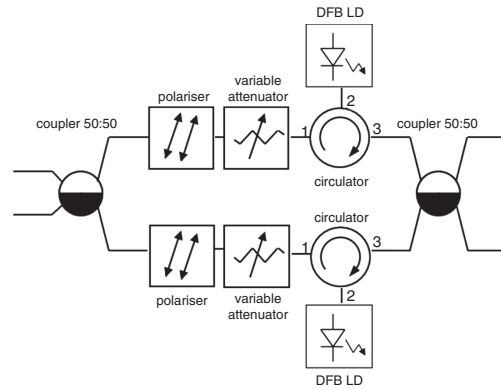 DFB LD
polariser
variable
attenuator
2
coupler 50:50
1
3
coupler 50:50
circulator
circulator
1
3
2
polariser
variable
attenuator
DFB LD